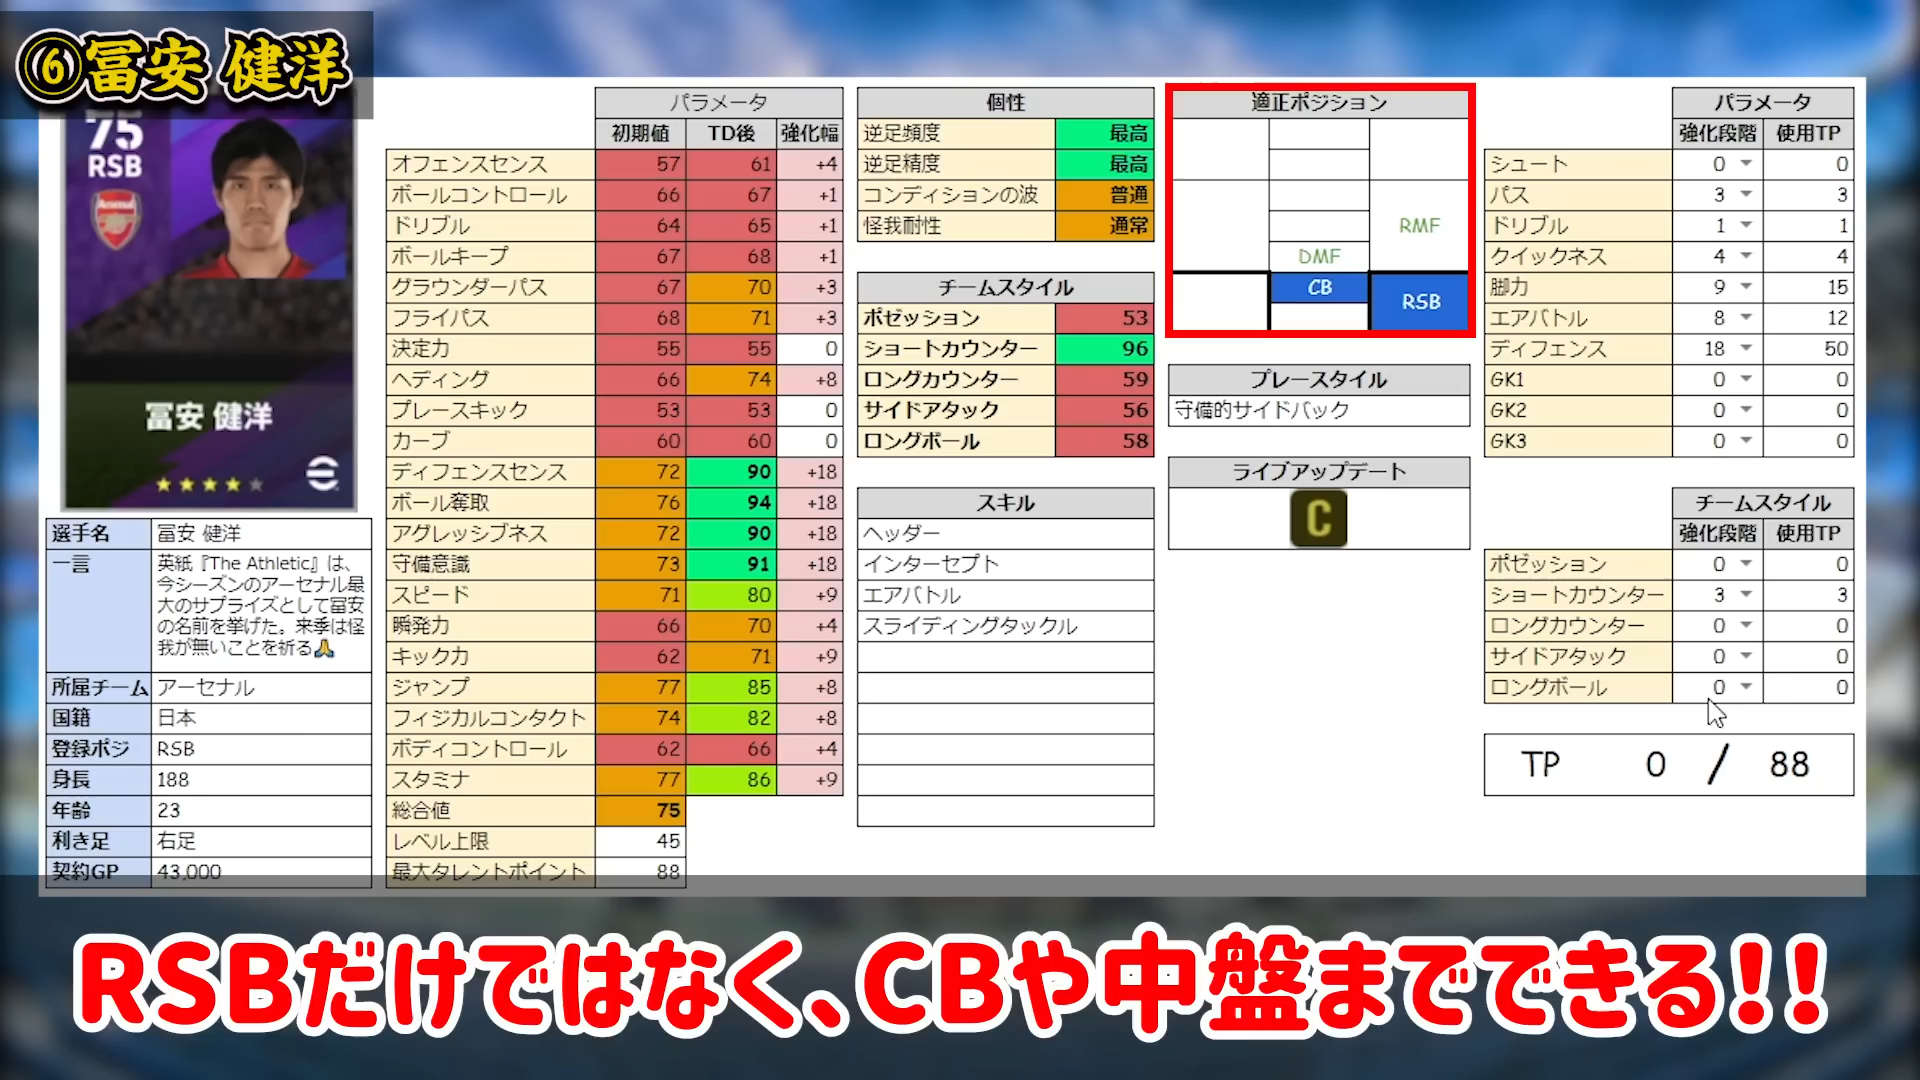 ⑥冨安 健洋
75
RSB
Arsenal
冨安 健洋
選手名 冨安 健洋
一言 英紙『The Athletic』は、
今シーズンのアーセナル最
大のサプライズとして冨安
の名前を挙げた。来季は怪
我が無いことを祈る🙏
所属チーム アーセナル
国籍 日本
登録ポジ RSB
身長 188
年齢 23
利き足 右足
契約GP 43,000
パラメータ
初期値 TD後 強化幅
オフェンスセンス 57 61 +4
ボールコントロール 66 67 +1
ドリブル 64 65 +1
ボールキープ 67 68 +1
グラウンダーパス 67 70 +3
フライパス 68 71 +3
決定力 55 55 0
ヘディング 66 74 +8
プレースキック 53 53 0
カーブ 60 60 0
ディフェンスセンス 72 90 +18
ボール奪取 76 94 +18
アグレッシブネス 72 90 +18
守備意識 73 91 +18
スピード 71 80 +9
瞬発力 66 70 +4
キック力 62 71 +9
ジャンプ 77 85 +8
フィジカルコンタクト 74 82 +8
ボディコントロール 62 66 +4
スタミナ 77 86 +9
総合値 75
レベル上限 45
最大タレントポイント 88
個性
逆足頻度 最高
逆足精度 最高
コンディションの波 普通
怪我耐性 通常
チームスタイル
ポゼッション 53
ショートカウンター 96
ロングカウンター 59
サイドアタック 56
ロングボール 58
スキル
ヘッダー
インターセプト
エアバトル
スライディングタックル
適正ポジション
RMF
DMF
CB
RSB
プレースタイル
守備的サイドバック
ライブアップデート
C
パラメータ
強化段階 使用TP
シュート 0 0
パス 3 3
ドリブル 1 1
クイックネス 4 4
脚力 9 15
エアバトル 8 12
ディフェンス 18 50
GK1 0 0
GK2 0 0
GK3 0 0
チームスタイル
強化段階 使用TP
ポゼッション 0 0
ショートカウンター 3 3
ロングカウンター 0 0
サイドアタック 0 0
ロングボール 0 0
TP 0 / 88
RSBだけではなく、CBや中盤までできる!!